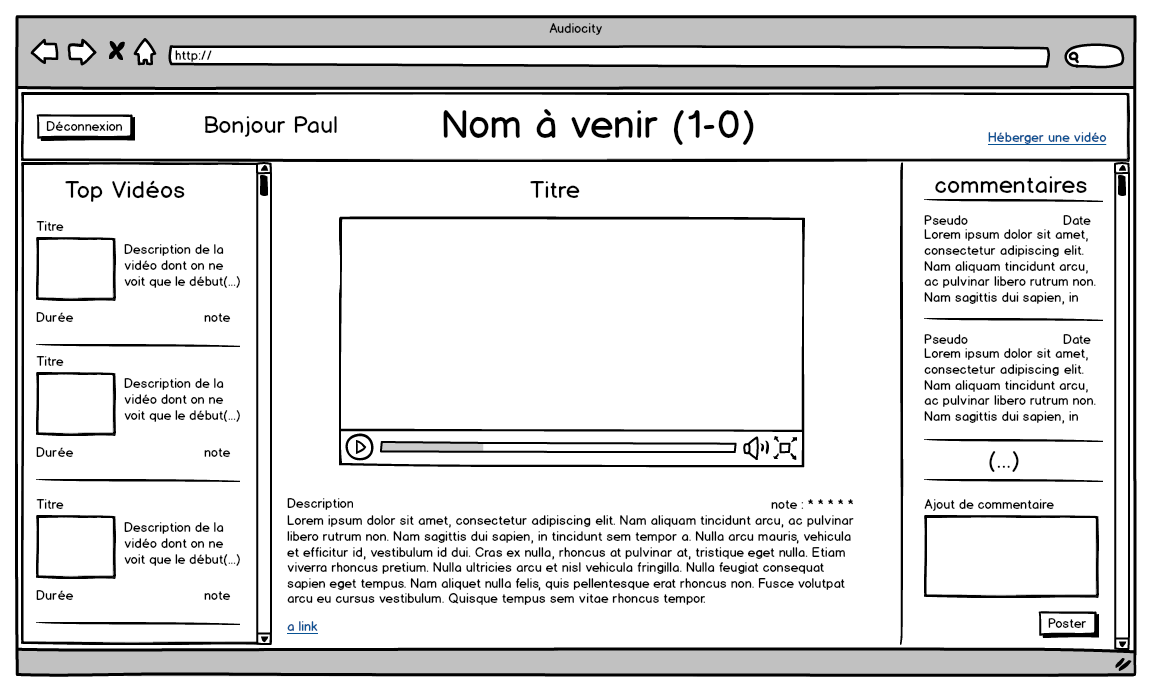 Audiocity
http://
Déconnexion
Bonjour Paul
Nom à venir (1-0)
Héberger une vidéo
Top Vidéos
Titre
Description de la
vidéo dont on ne
voit que le début(...)
Durée note
Titre
Description de la
vidéo dont on ne
voit que le début(...)
Durée note
Titre
Description de la
vidéo dont on ne
voit que le début(...)
Durée note
Titre
Description note : * * * * *
Lorem ipsum dolor sit amet, consectetur adipiscing elit. Nam aliquam tincidunt arcu, ac pulvinar
libero rutrum non. Nam sagittis dui sapien, in tincidunt sem tempor a. Nulla arcu mauris, vehicula
et efficitur id, vestibulum id dui. Cras ex nulla, rhoncus at pulvinar at, tristique eget nulla. Etiam
viverra rhoncus pretium. Nulla ultricies arcu et nisl vehicula fringilla. Nulla feugiat consequat
sapien eget tempus. Nam aliquet nulla felis, quis pellentesque erat rhoncus non. Fusce volutpat
arcu eu cursus vestibulum. Quisque tempus sem vitae rhoncus tempor.
a link
commentaires
Pseudo Date
Lorem ipsum dolor sit amet,
consectetur adipiscing elit.
Nam aliquam tincidunt arcu,
ac pulvinar libero rutrum non.
Nam sagittis dui sapien, in
Pseudo Date
Lorem ipsum dolor sit amet,
consectetur adipiscing elit.
Nam aliquam tincidunt arcu,
ac pulvinar libero rutrum non.
Nam sagittis dui sapien, in
(...)
Ajout de commentaire
Poster